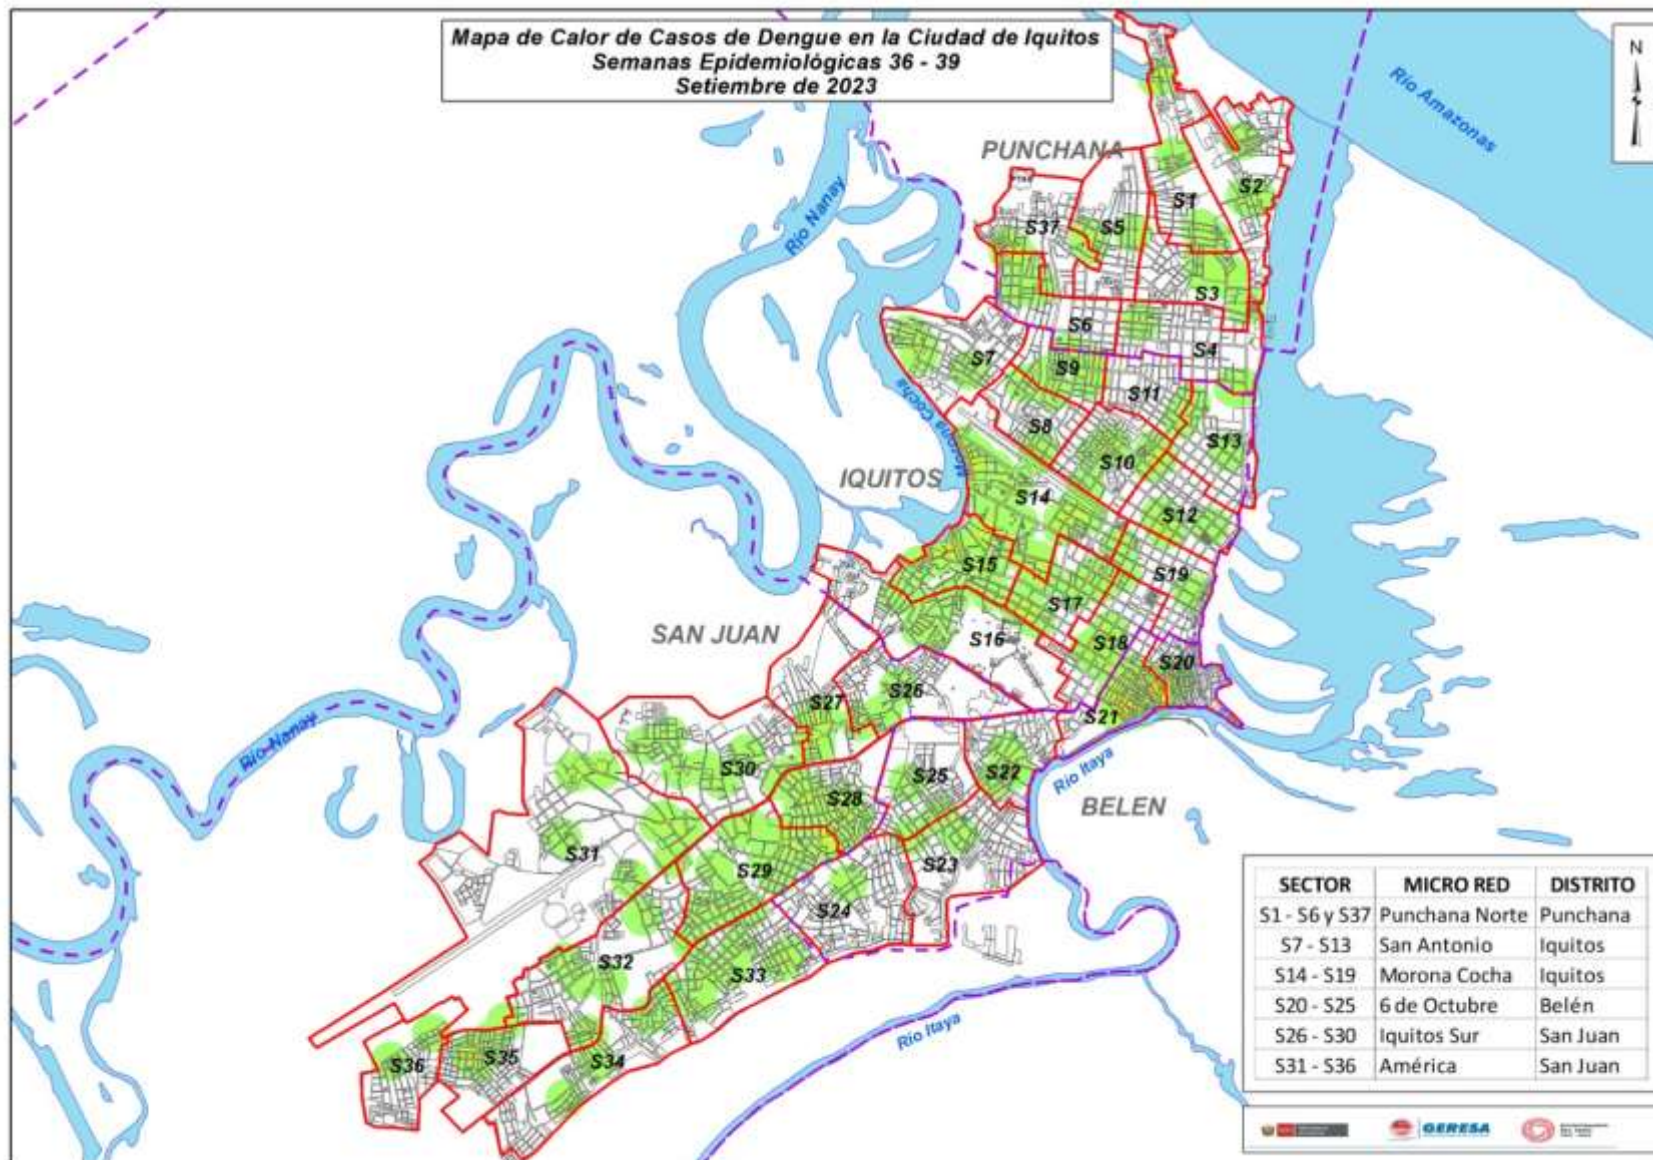 Mapa de Calor de Casos de Dengue en la Ciudad de Iquitos
Semanas Epidemiológicas 36 - 39
Setiembre de 2023
N
Río Amazonas
PUNCHANA
Río Nanay
S2
S1
S37
S5
S3
S6
S4
S7
S9
S11
Morona Cocha
S8
S13
S10
IQUITOS
S14
S12
S15
S19
S17
SAN JUAN
S16
S18
S20
S26
S27
S21
S30
S25
S22
Río Nanay
Río Itaya
S28
BELEN
S31
S29
S23
S24
S32
S33
Río Itaya
S36
S35
S34
SECTOR MICRO RED DISTRITO
S1 - S6 y S37 Punchana Norte Punchana
S7 - S13 San Antonio Iquitos
S14 - S19 Morona Cocha Iquitos
S20 - S25 6 de Octubre Belén
S26 - S30 Iquitos Sur San Juan
S31 - S36 América San Juan
GERESA